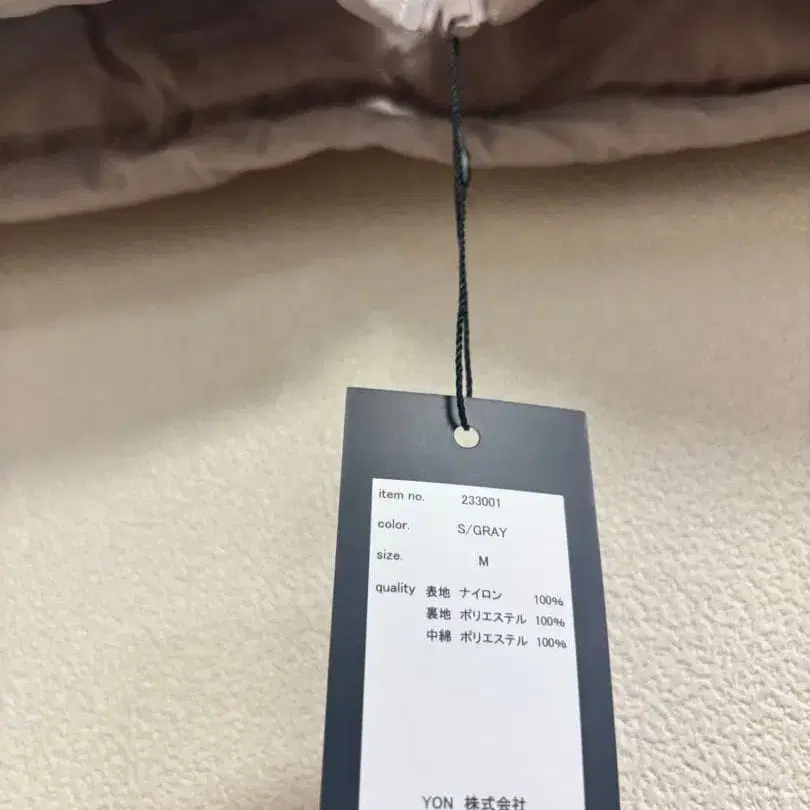 item no. 233001
color. S/GRAY
size. M
quality 表地 ナイロン 100%
裏地 ポリエステル 100%
中綿 ポリエステル 100%
YON 株式会社